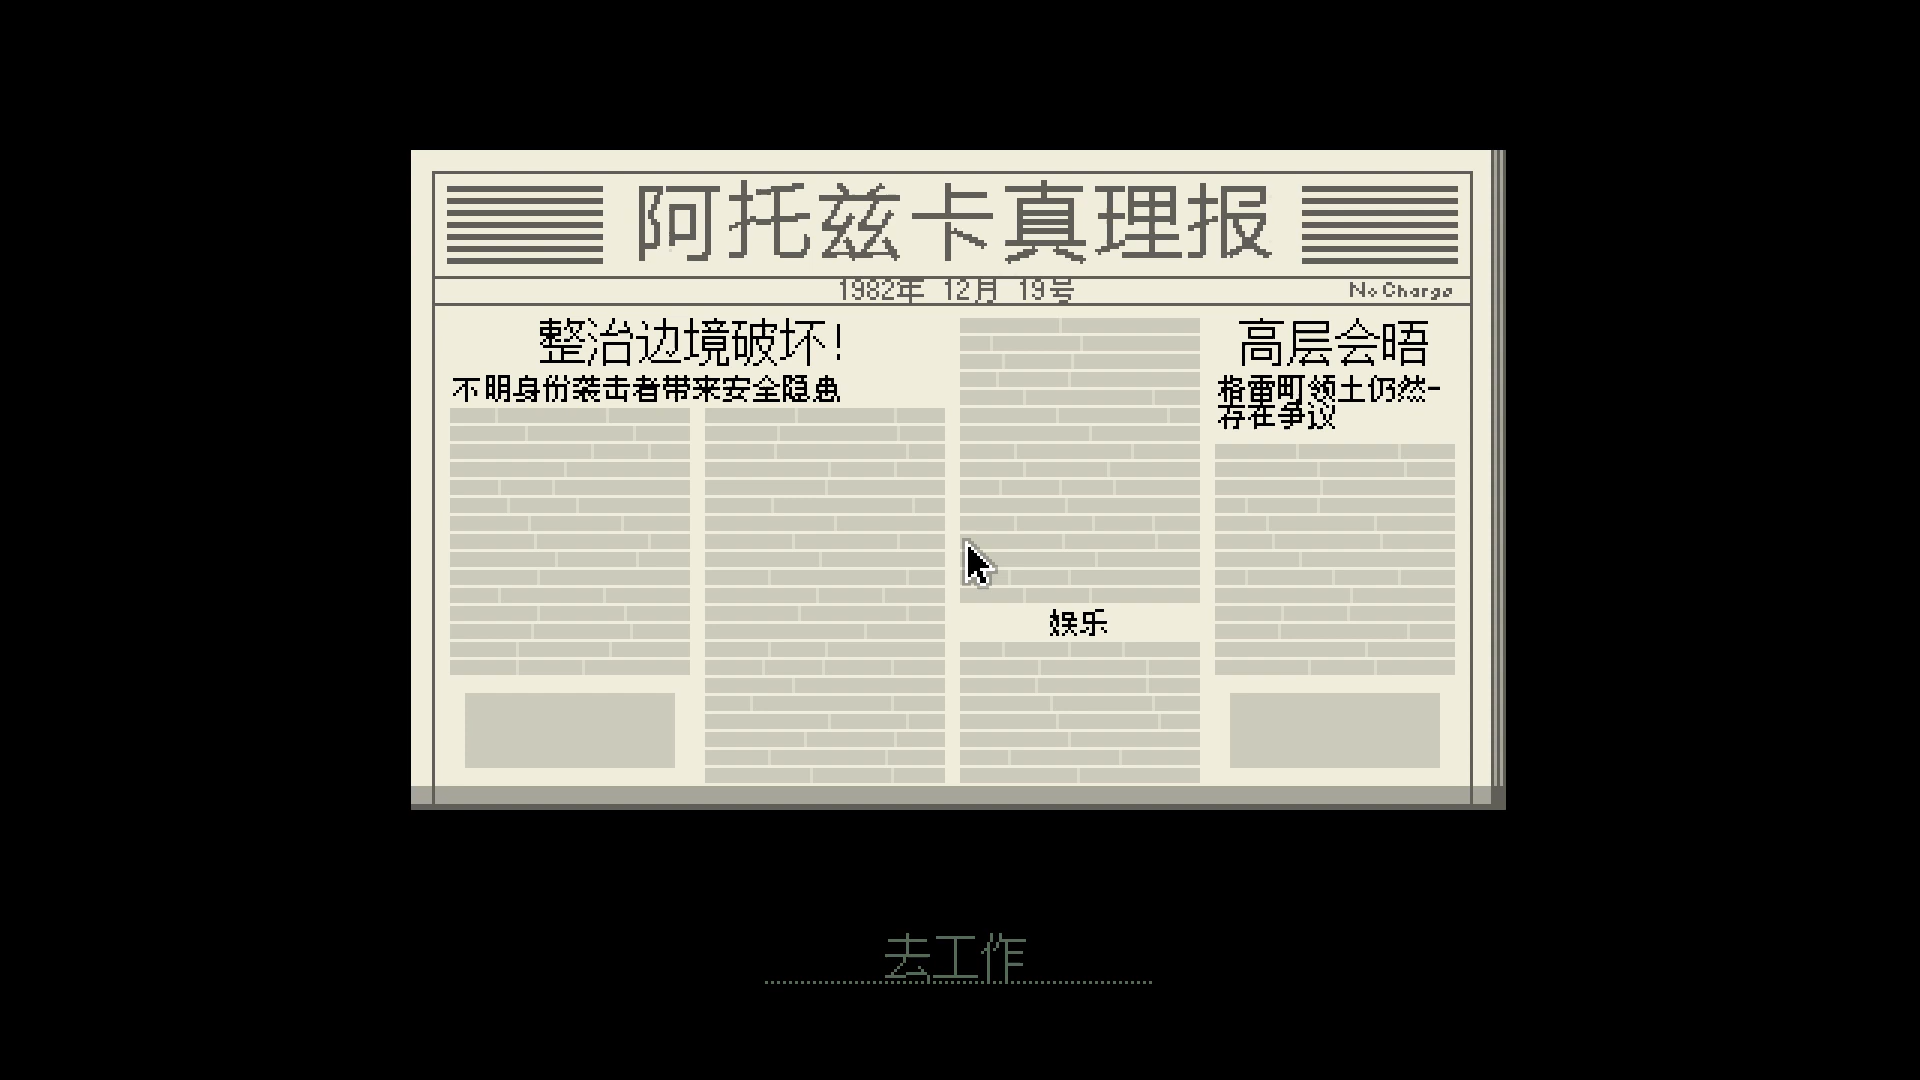 阿托兹卡真理报
1982年 12月 19号
No Charge
整治边境破坏!
不明身份袭击者带来安全隐患
高层会晤
格雷町领土仍然-
存在争议
娱乐
去工作